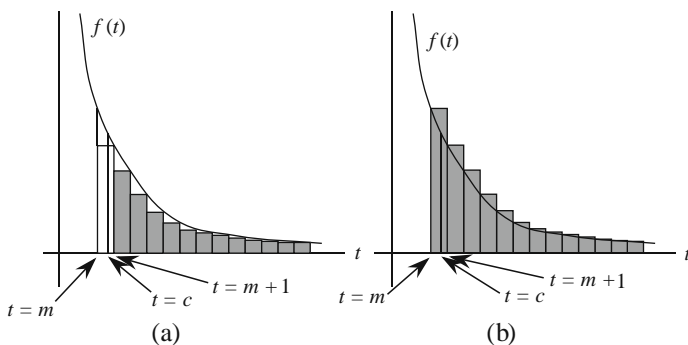 f(t)
t
t = m + 1
t = c
t = m
(a)
f(t)
t
t = m + 1
t = c
t = m
(b)